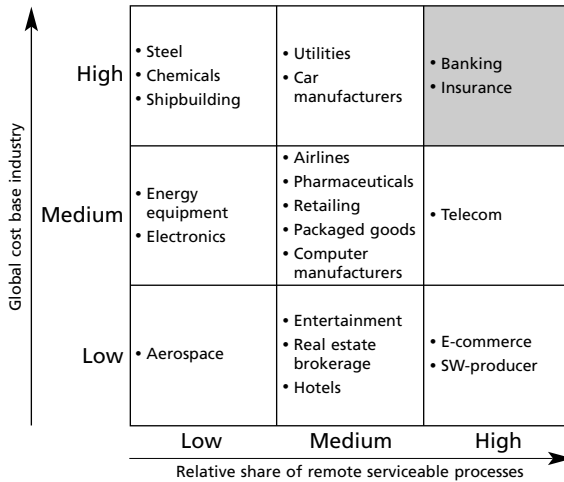 Global cost base industry
High
• Steel
• Chemicals
• Shipbuilding
• Utilities
• Car
manufacturers
• Banking
• Insurance
Medium
• Energy
equipment
• Electronics
• Airlines
• Pharmaceuticals
• Retailing
• Packaged goods
• Computer
manufacturers
• Telecom
Low
• Aerospace
• Entertainment
• Real estate
brokerage
• Hotels
• E-commerce
• SW-producer
Low
Medium
High
Relative share of remote serviceable processes